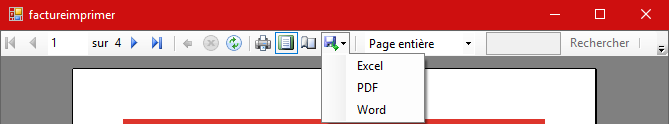 factureimprimer
1 sur 4 Page entière Rechercher
Excel
PDF
Word